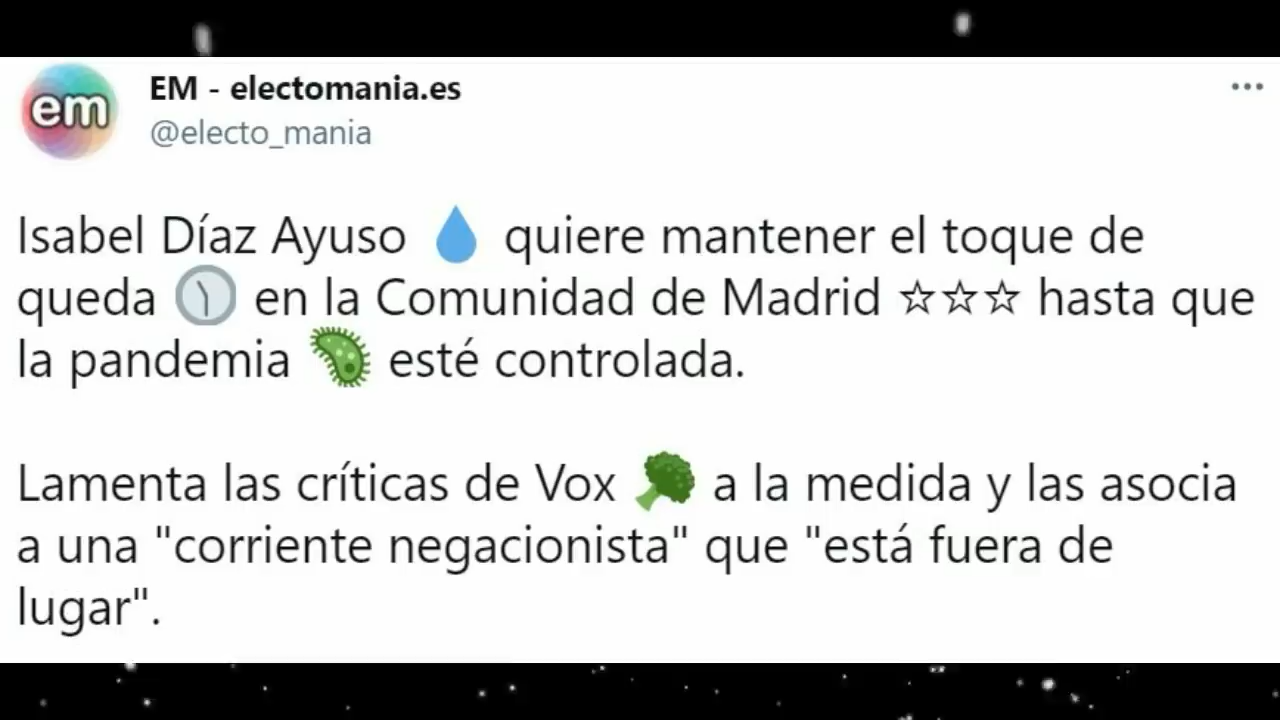 em
EM - electomania.es
@electo_mania
Isabel Díaz Ayuso 💧 quiere mantener el toque de
queda 🕦 en la Comunidad de Madrid ☆☆☆ hasta que
la pandemia 🦠 esté controlada.
Lamenta las críticas de Vox 🥦 a la medida y las asocia
a una "corriente negacionista" que "está fuera de
lugar".